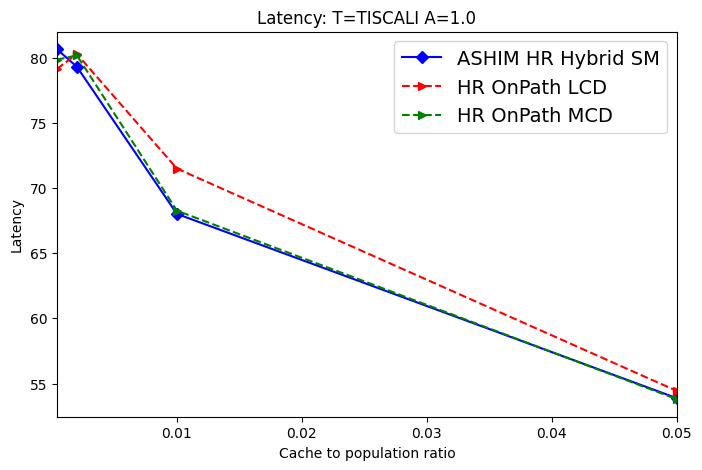 Latency: T=TISCALI A=1.0
ASHIM HR Hybrid SM
HR OnPath LCD
HR OnPath MCD
Latency
80
75
70
65
60
55
0.01 0.02 0.03 0.04 0.05
Cache to population ratio